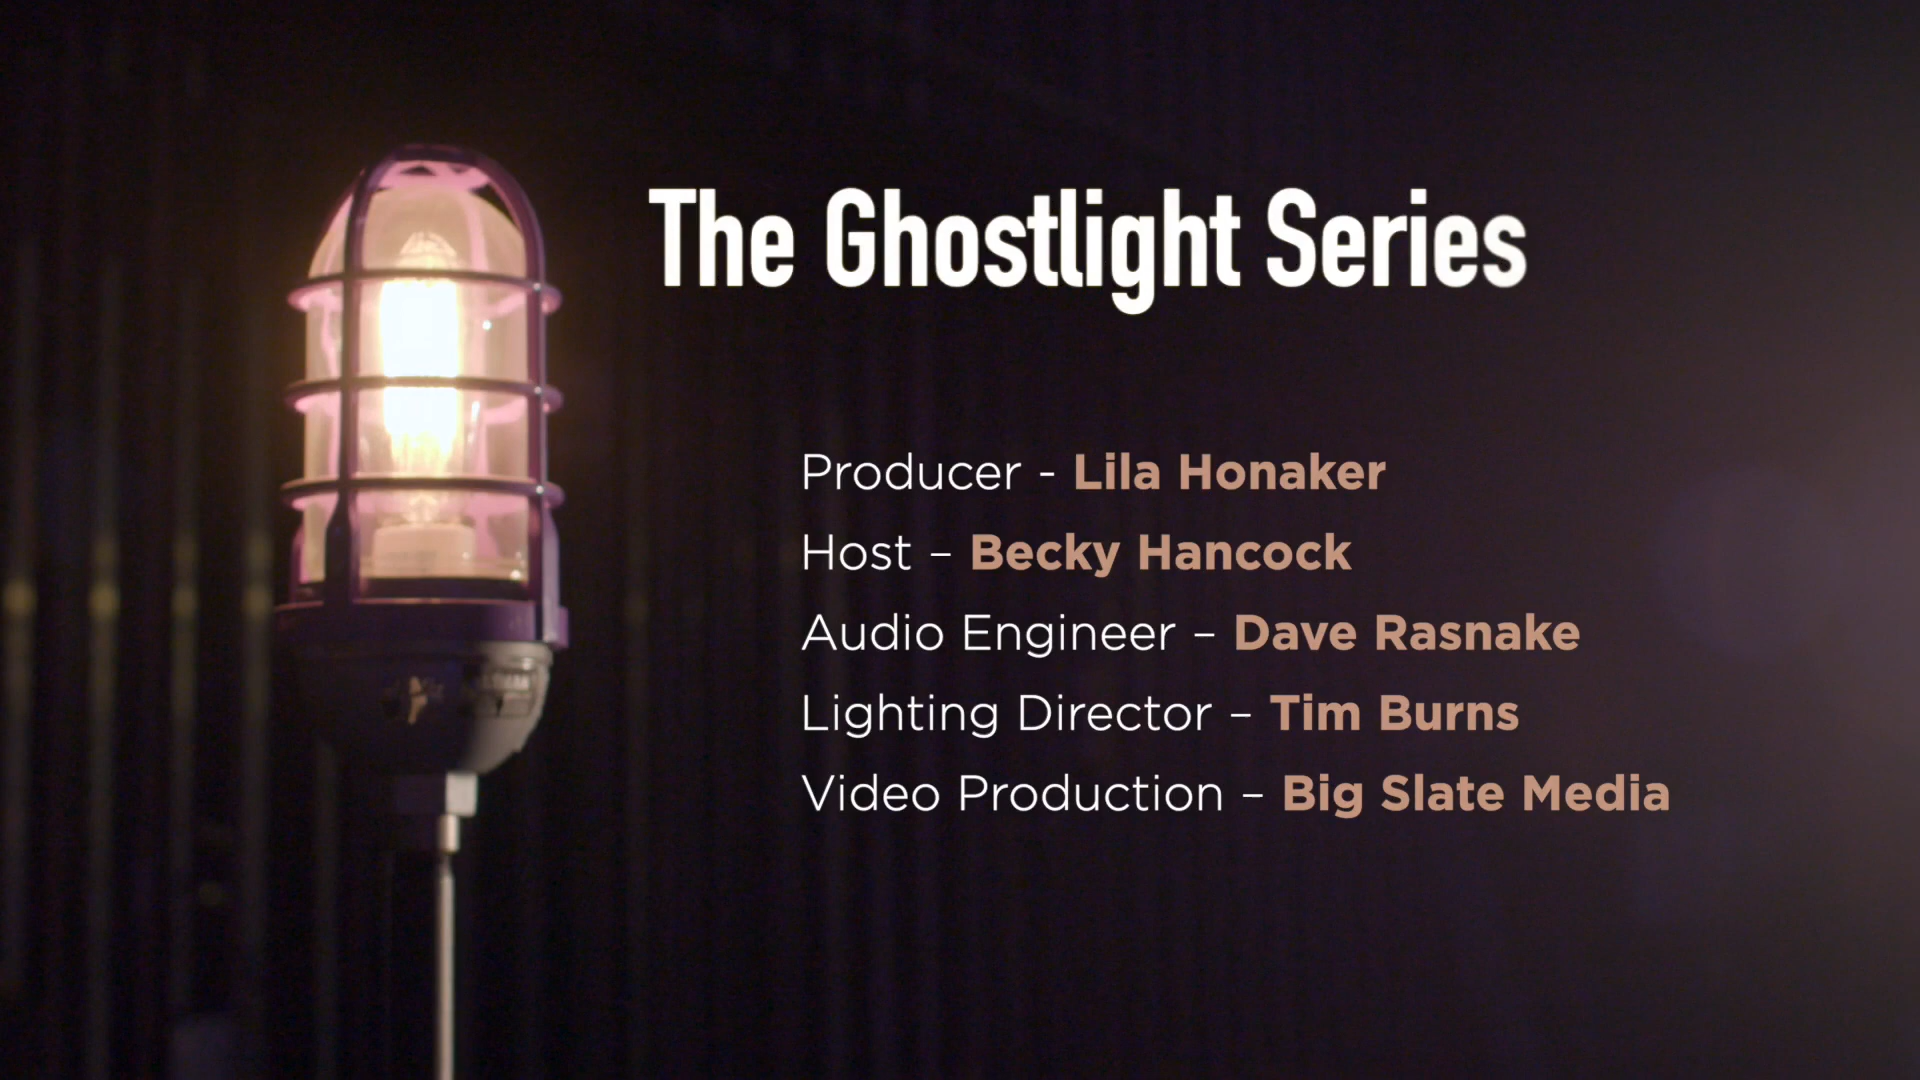 The Ghostlight Series
Producer - Lila Honaker
Host – Becky Hancock
Audio Engineer – Dave Rasnake
Lighting Director – Tim Burns
Video Production – Big Slate Media